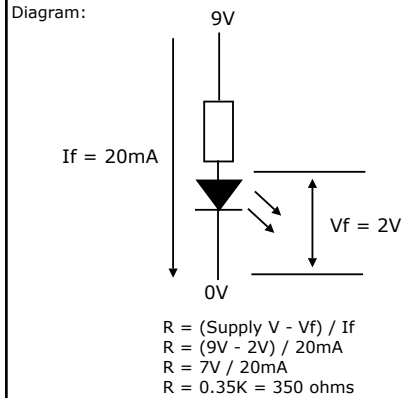 Diagram:
9V
If = 20mA
Vf = 2V
0V
R = (Supply V - Vf) / If
R = (9V - 2V) / 20mA
R = 7V / 20mA
R = 0.35K = 350 ohms